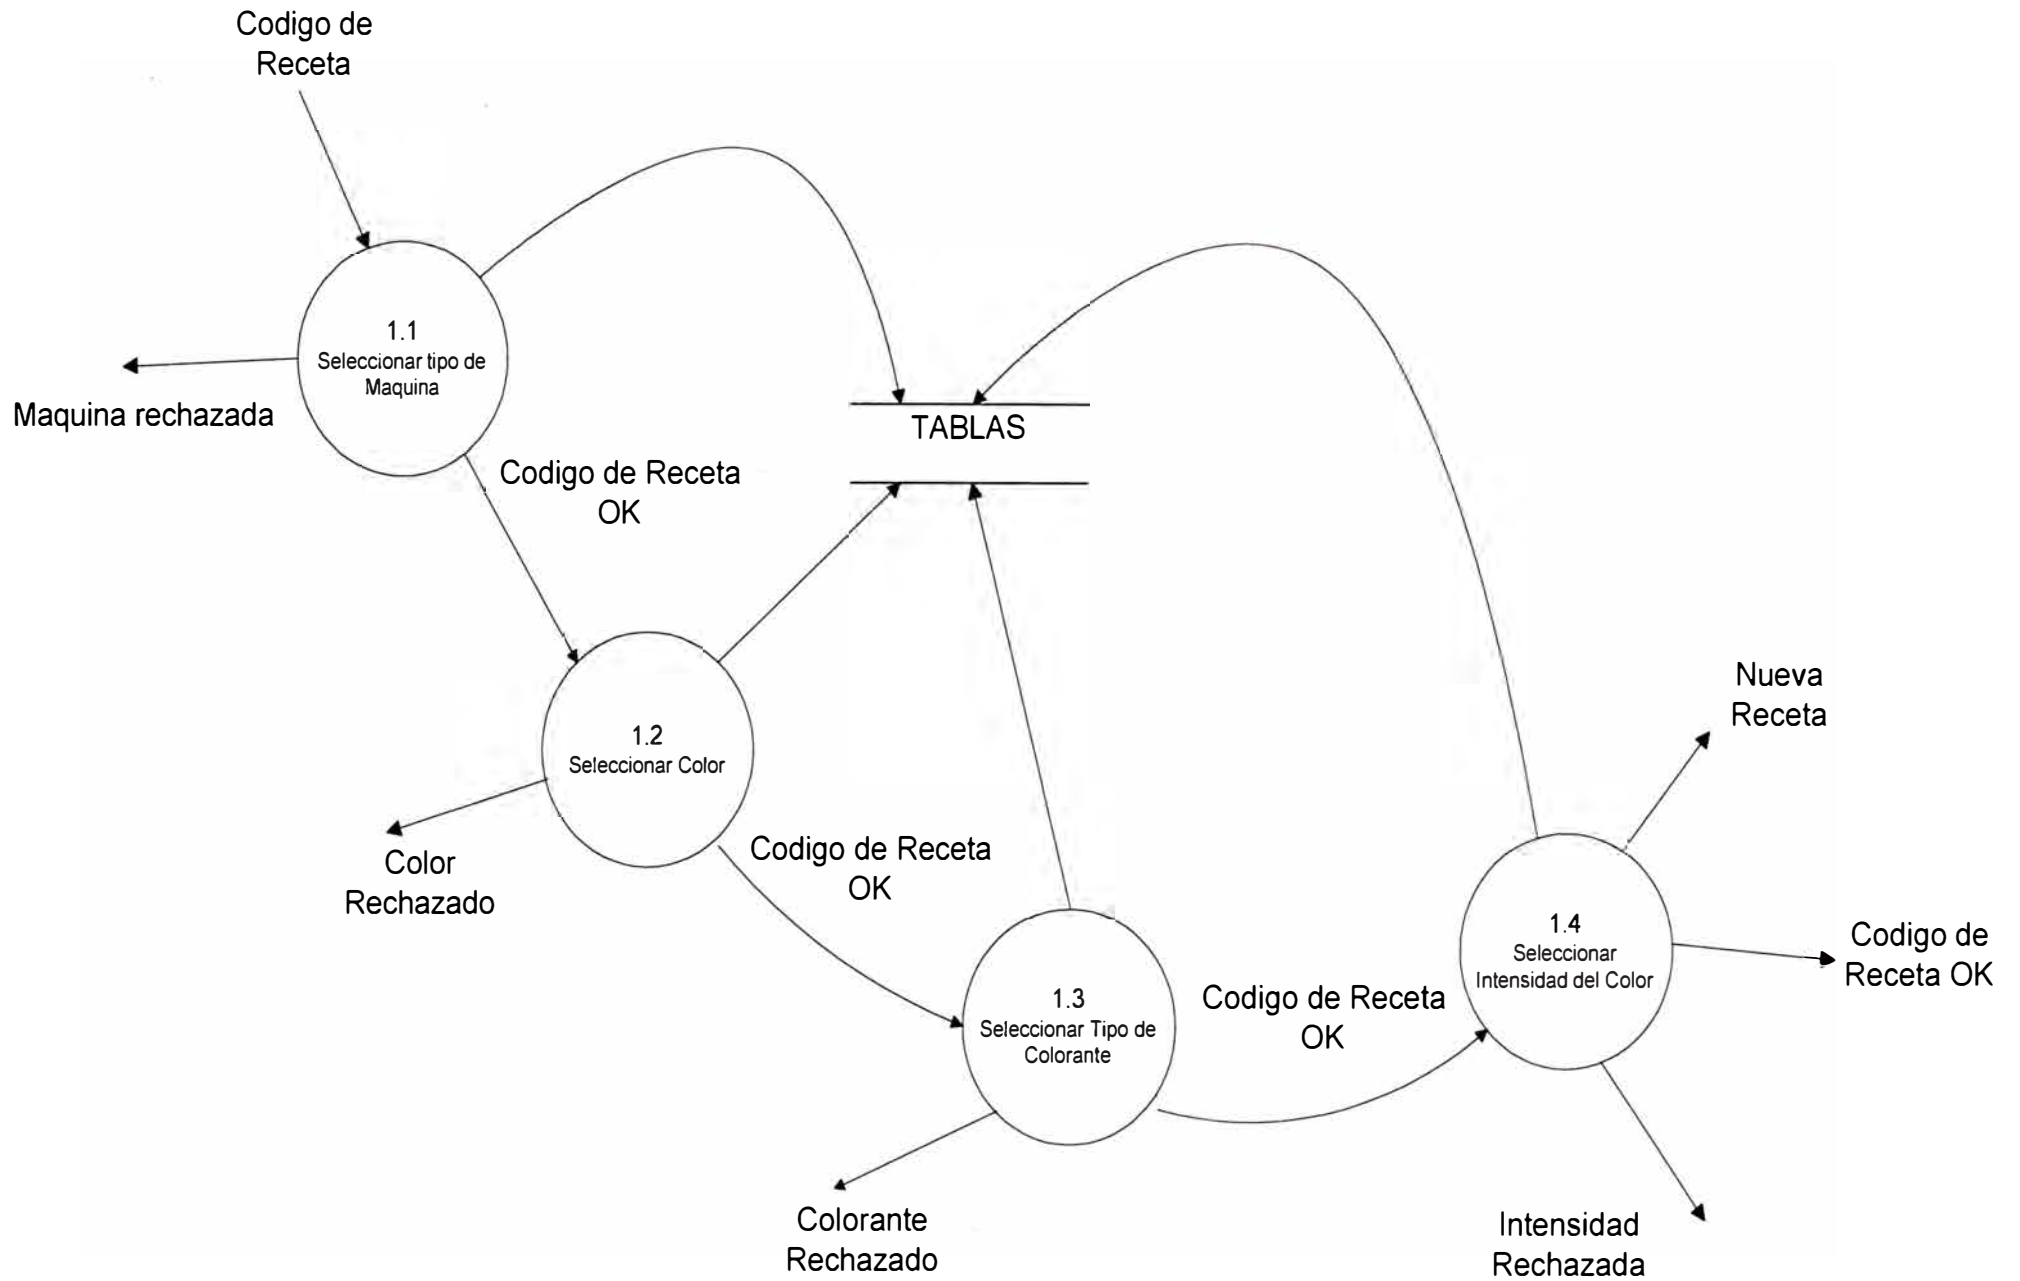 Codigo de
Receta
1.1
Seleccionar tipo de
Maquina
Maquina rechazada
TABLAS
Codigo de Receta
OK
1.2
Seleccionar Color
Color
Rechazado
Codigo de Receta
OK
Nueva
Receta
1.3
Seleccionar Tipo de
Colorante
Codigo de Receta
OK
1.4
Seleccionar
Intensidad del Color
Codigo de
Receta OK
Colorante
Rechazado
Intensidad
Rechazada